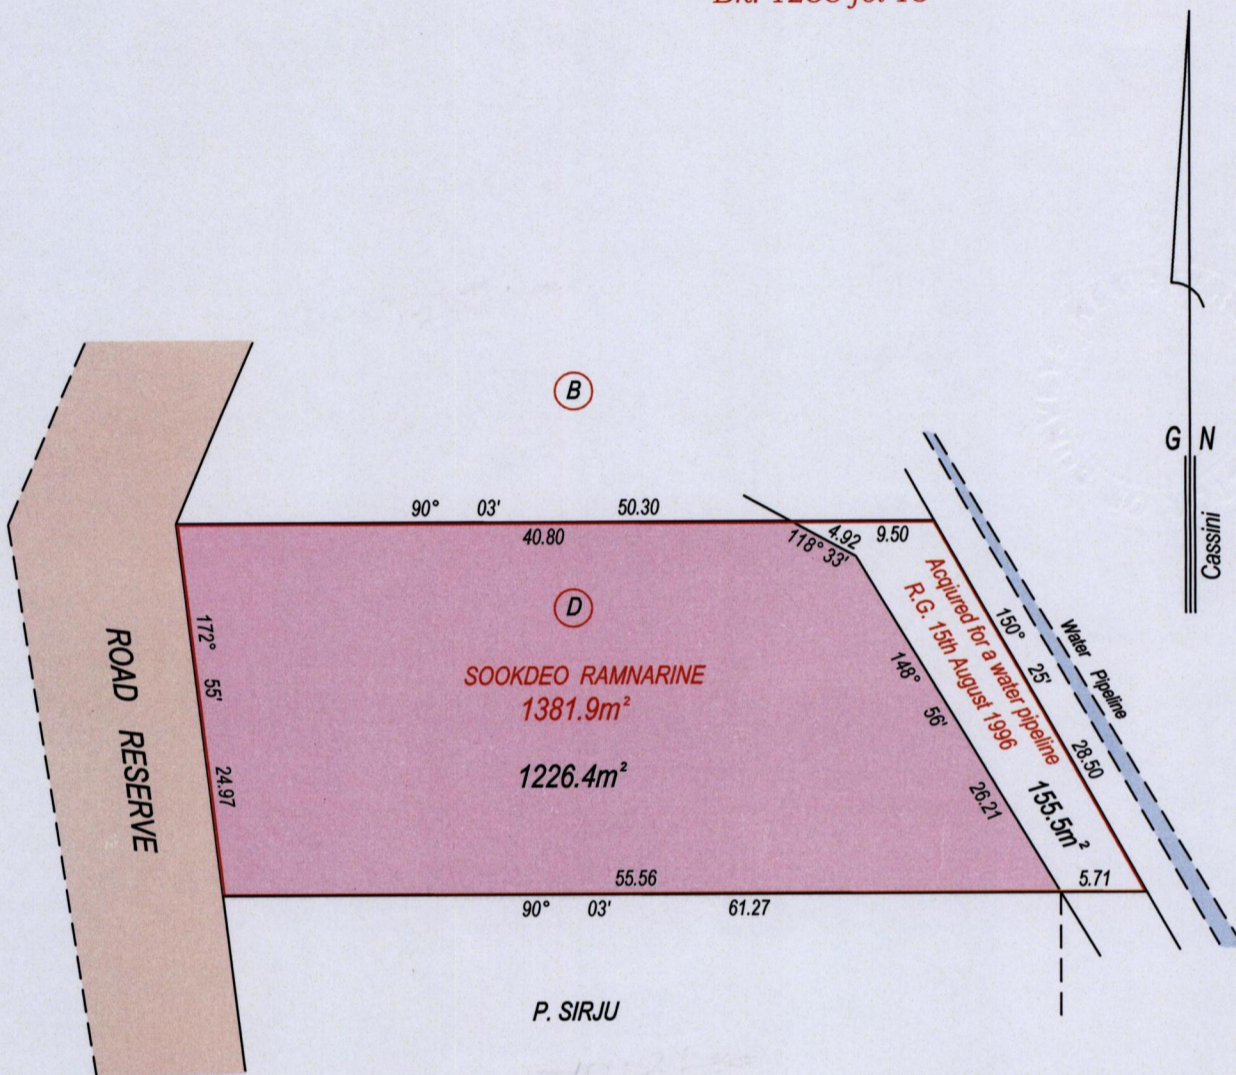 G N
Cassini
B
90° 03' 50.30
40.80
4.92
118° 33'
9.50
D
SOOKDEO RAMNARINE
1381.9m²
1226.4m²
172° 55' 24.97
ROAD RESERVE
148° 56' 26.21
Acqiured for a water pipeline
R.G. 15th August 1996
155.5m²
150° 25' 28.50
Water Pipeline
55.56
5.71
90° 03' 61.27
P. SIRJU